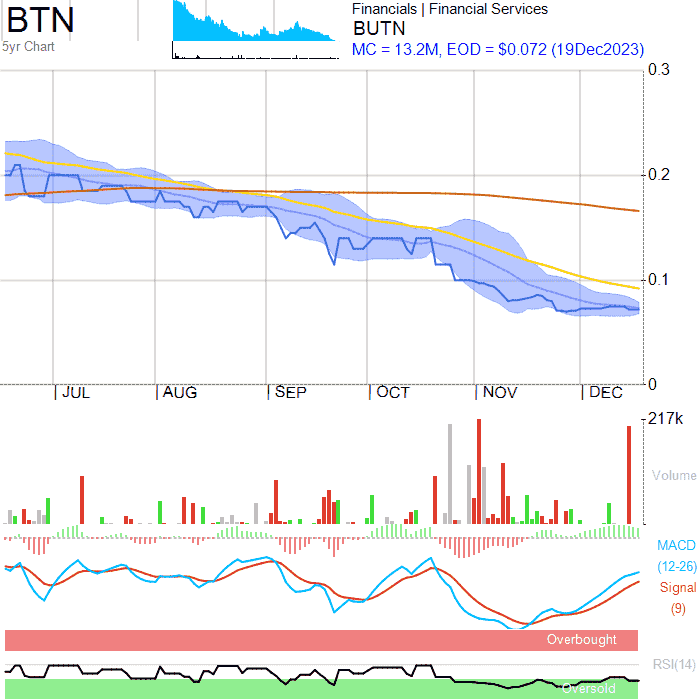 BTN
5yr Chart
Financials | Financial Services
BUTN
MC = 13.2M, EOD = $0.072 (19Dec2023)
0.3
0.2
0.1
0
JUL AUG SEP OCT NOV DEC
217k
Volume
MACD
(12-26)
Signal
(9)
Overbought
RSI(14)
Oversold